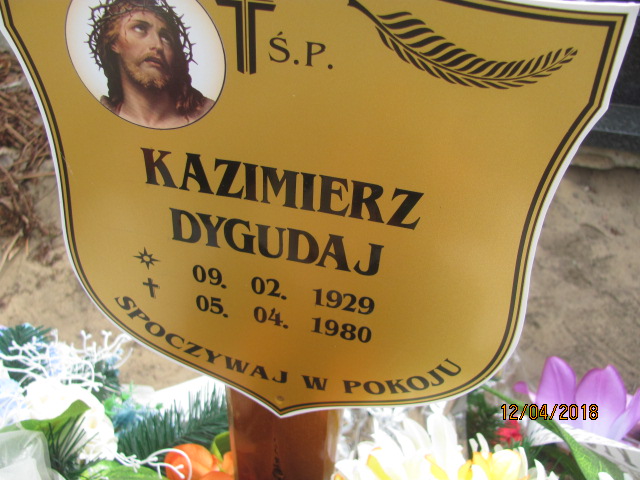 Ś.P.
KAZIMIERZ
DYGUDAJ
09. 02. 1929
05. 04. 1980
SPOCZYWAJ W POKOJU
12/04/2018